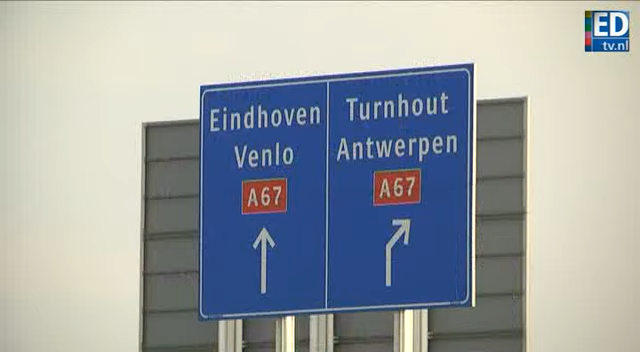 ED
tv.nl
Eindhoven
Venlo
A67
Turnhout
Antwerpen
A67